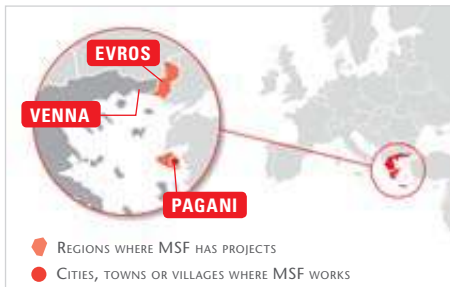 EVROS
VENNA
PAGANI
REGIONS WHERE MSF HAS PROJECTS
CITIES, TOWNS OR VILLAGES WHERE MSF WORKS